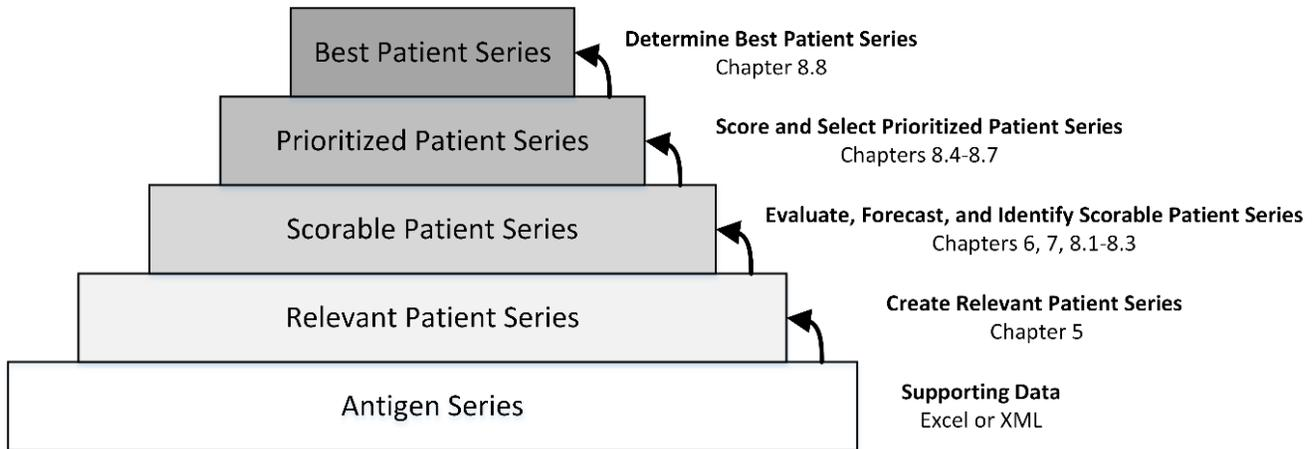 Best Patient Series
Determine Best Patient Series
Chapter 8.8
Prioritized Patient Series
Score and Select Prioritized Patient Series
Chapters 8.4-8.7
Scorable Patient Series
Evaluate, Forecast, and Identify Scorable Patient Series
Chapters 6, 7, 8.1-8.3
Relevant Patient Series
Create Relevant Patient Series
Chapter 5
Antigen Series
Supporting Data
Excel or XML